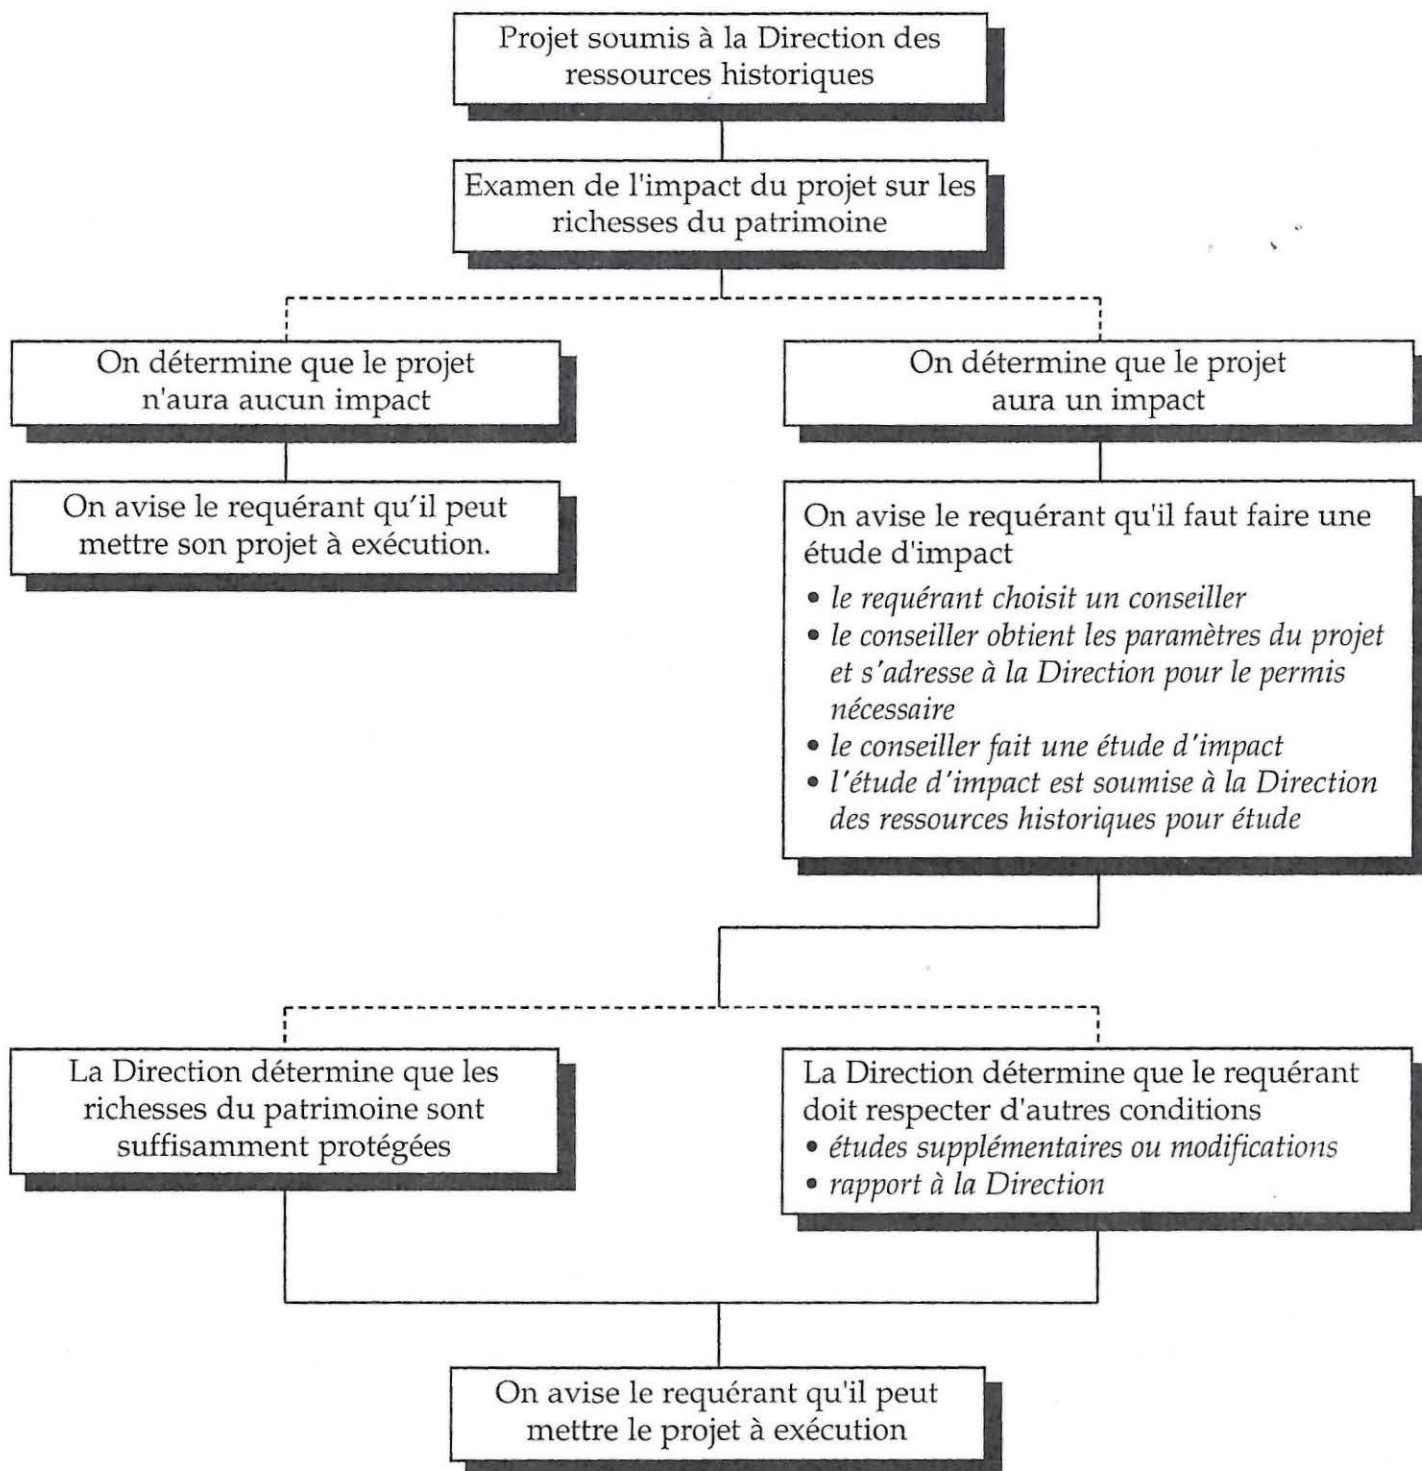 Projet soumis à la Direction des
ressources historiques
Examen de l'impact du projet sur les
richesses du patrimoine
On détermine que le projet
n'aura aucun impact
On avise le requérant qu’il peut
mettre son projet à exécution.
On détermine que le projet
aura un impact
On avise le requérant qu'il faut faire une
étude d'impact
• le requérant choisit un conseiller
• le conseiller obtient les paramètres du projet
et s’adresse à la Direction pour le permis
nécessaire
• le conseiller fait une étude d’impact
• l’étude d’impact est soumise à la Direction
des ressources historiques pour étude
La Direction détermine que les
richesses du patrimoine sont
suffisamment protégées
La Direction détermine que le requérant
doit respecter d'autres conditions
• études supplémentaires ou modifications
• rapport à la Direction
On avise le requérant qu'il peut
mettre le projet à exécution